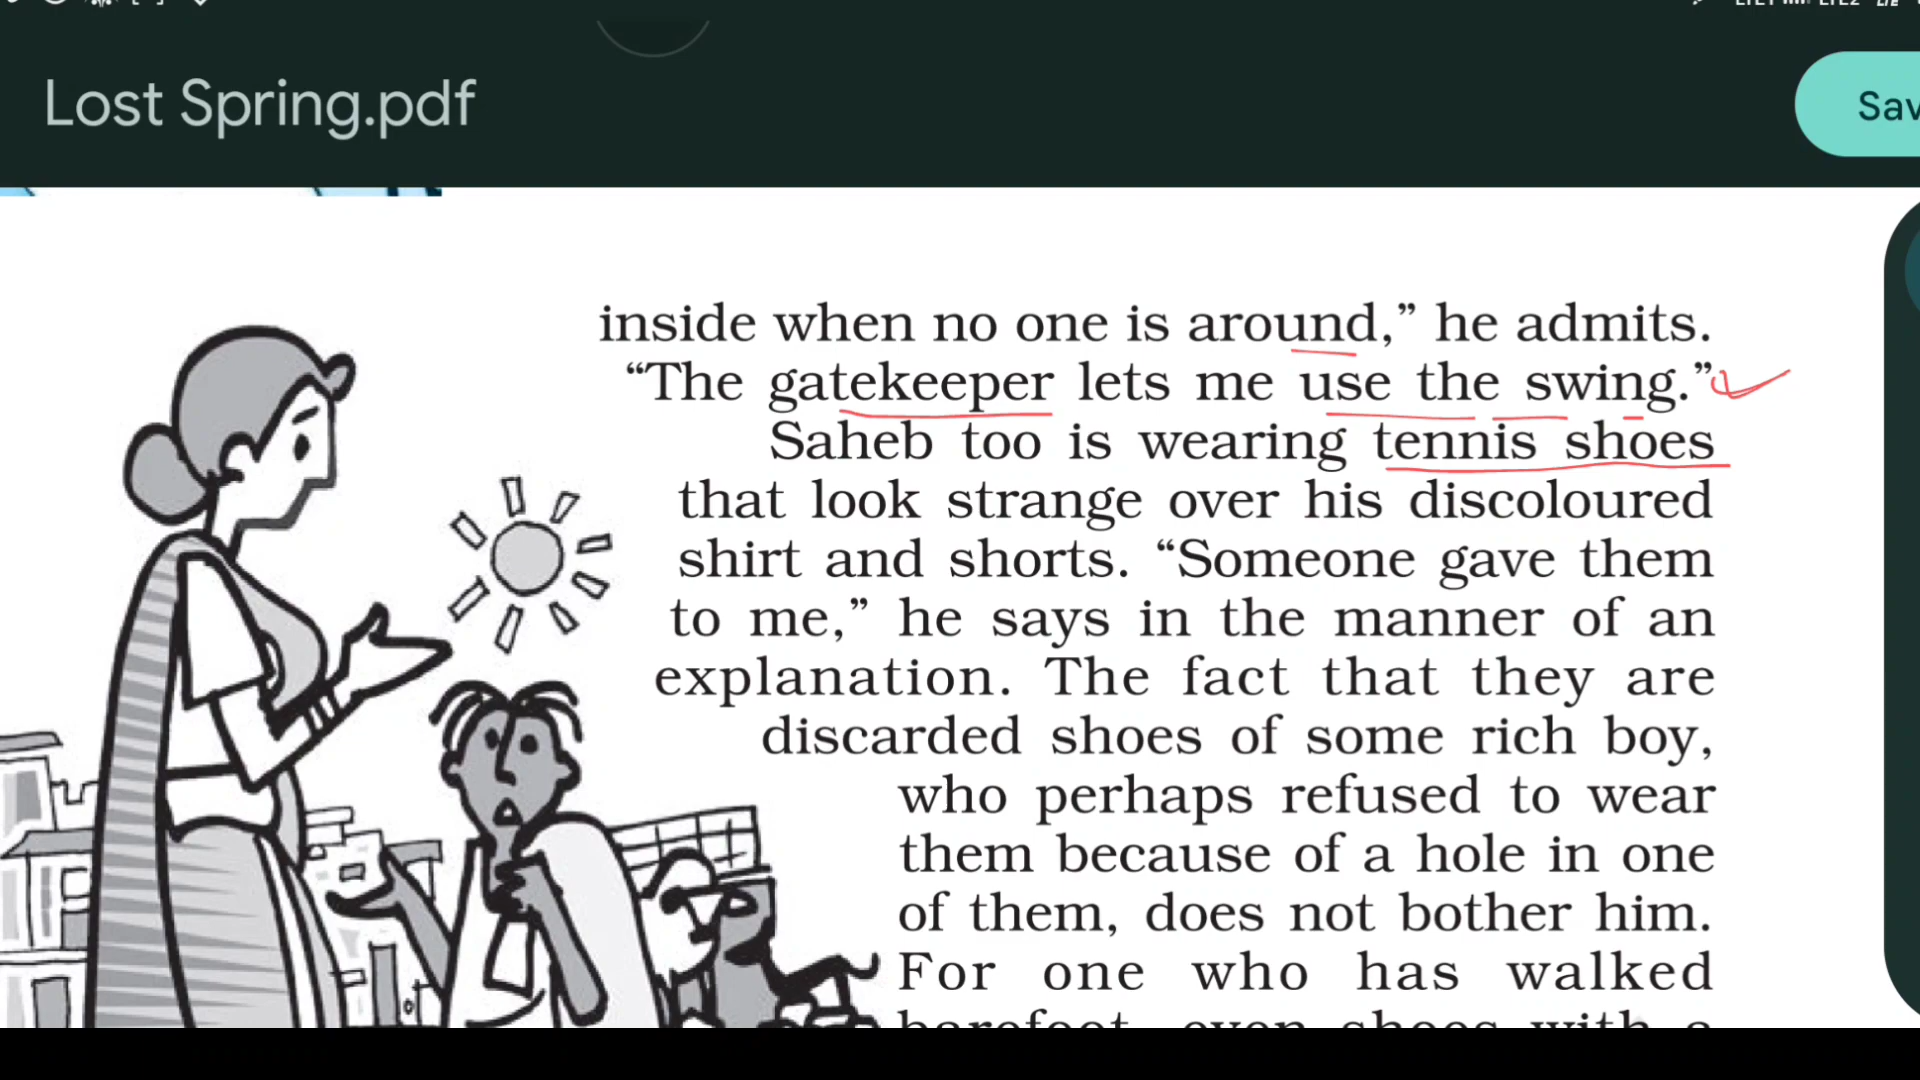 Lost Spring.pdf
Sav
inside when no one is around,” he admits.
“The gatekeeper lets me use the swing.”
Saheb too is wearing tennis shoes
that look strange over his discoloured
shirt and shorts. “Someone gave them
to me,” he says in the manner of an
explanation. The fact that they are
discarded shoes of some rich boy,
who perhaps refused to wear
them because of a hole in one
of them, does not bother him.
For one who has walked
barefoot, even shoes with a